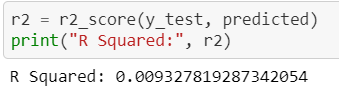 r2 = r2_score(y_test, predicted)
print("R Squared:", r2)
R Squared: 0.009327819287342054